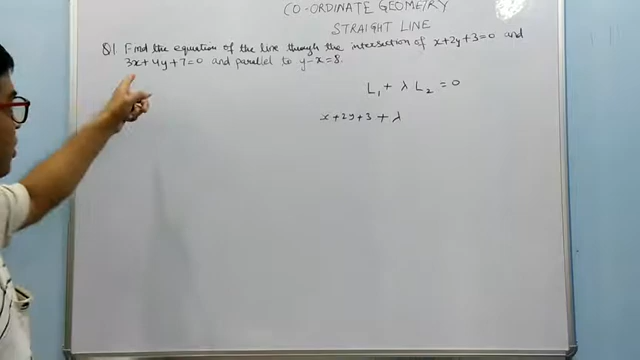 CO-ORDINATE GEOMETRY
STRAIGHT LINE
Q1 Find the equation of the line through the intersection of x+2y+3=0 and
3x+4y+7=0 and parallel to y-x=8.
L₁ + λ L₂ = 0
x+2y+3 + λ